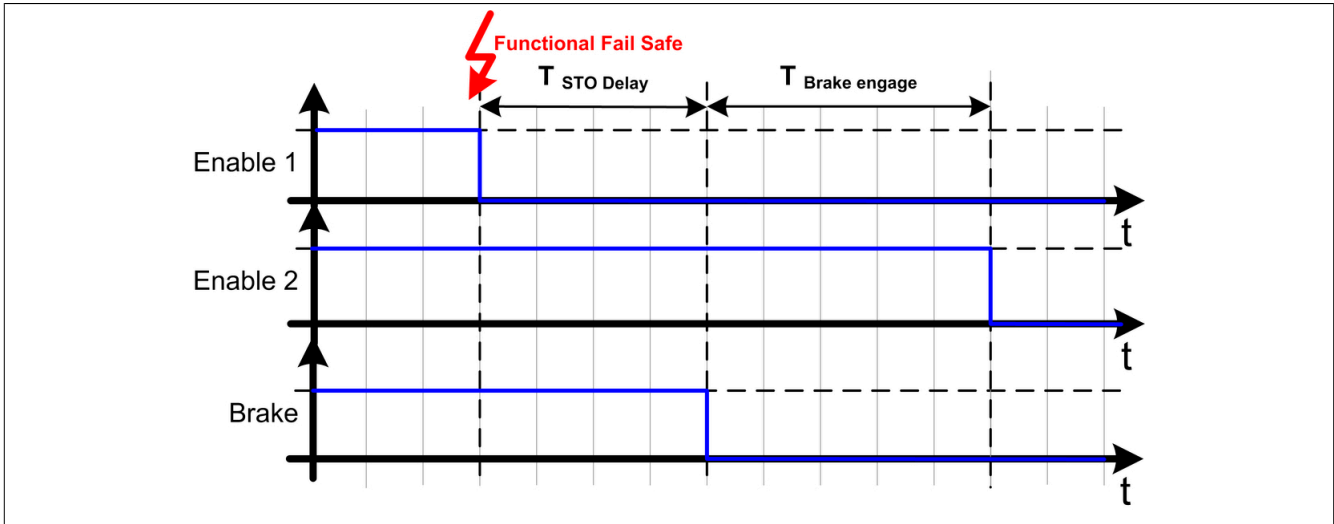 Functional Fail Safe
T STO Delay
T Brake engage
Enable 1
t
Enable 2
t
Brake
t